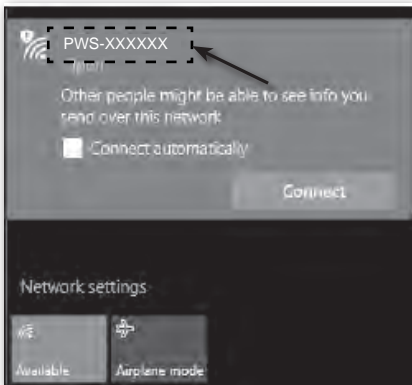 PWS-XXXXXX
Open
Other people might be able to see info you
send over this network
Connect automatically
Connect
Network settings
Available
Airplane mode